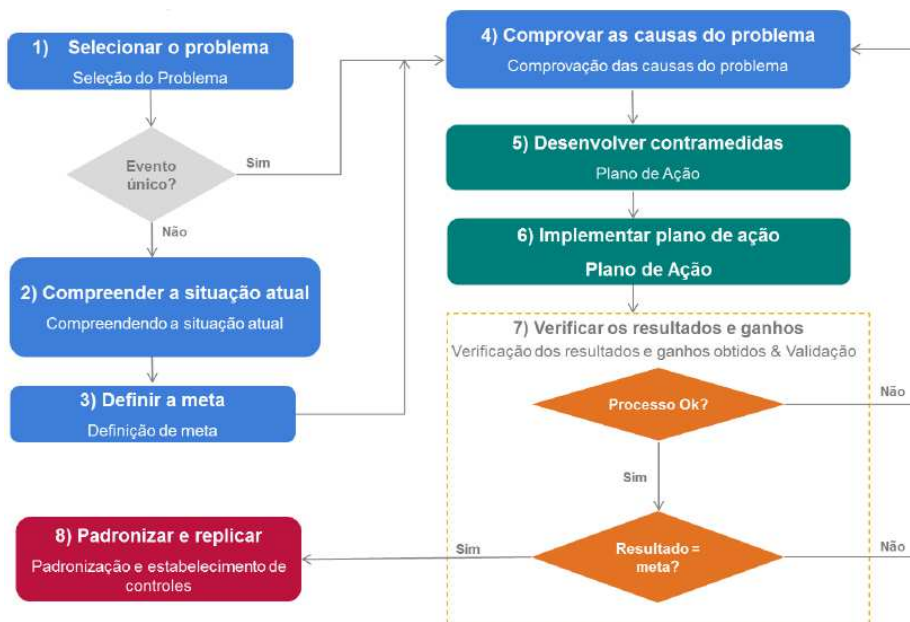 1) Selecionar o problema
Seleção do Problema
Evento
único?
Sim
Não
2) Compreender a situação atual
Compreendendo a situação atual
3) Definir a meta
Definição de meta
4) Comprovar as causas do problema
Comprovação das causas do problema
5) Desenvolver contramedidas
Plano de Ação
6) Implementar plano de ação
Plano de Ação
7) Verificar os resultados e ganhos
Verificação dos resultados e ganhos obtidos & Validação
Processo Ok?
Não
Sim
Resultado =
meta?
Não
Sim
8) Padronizar e replicar
Padronização e estabelecimento de
controles